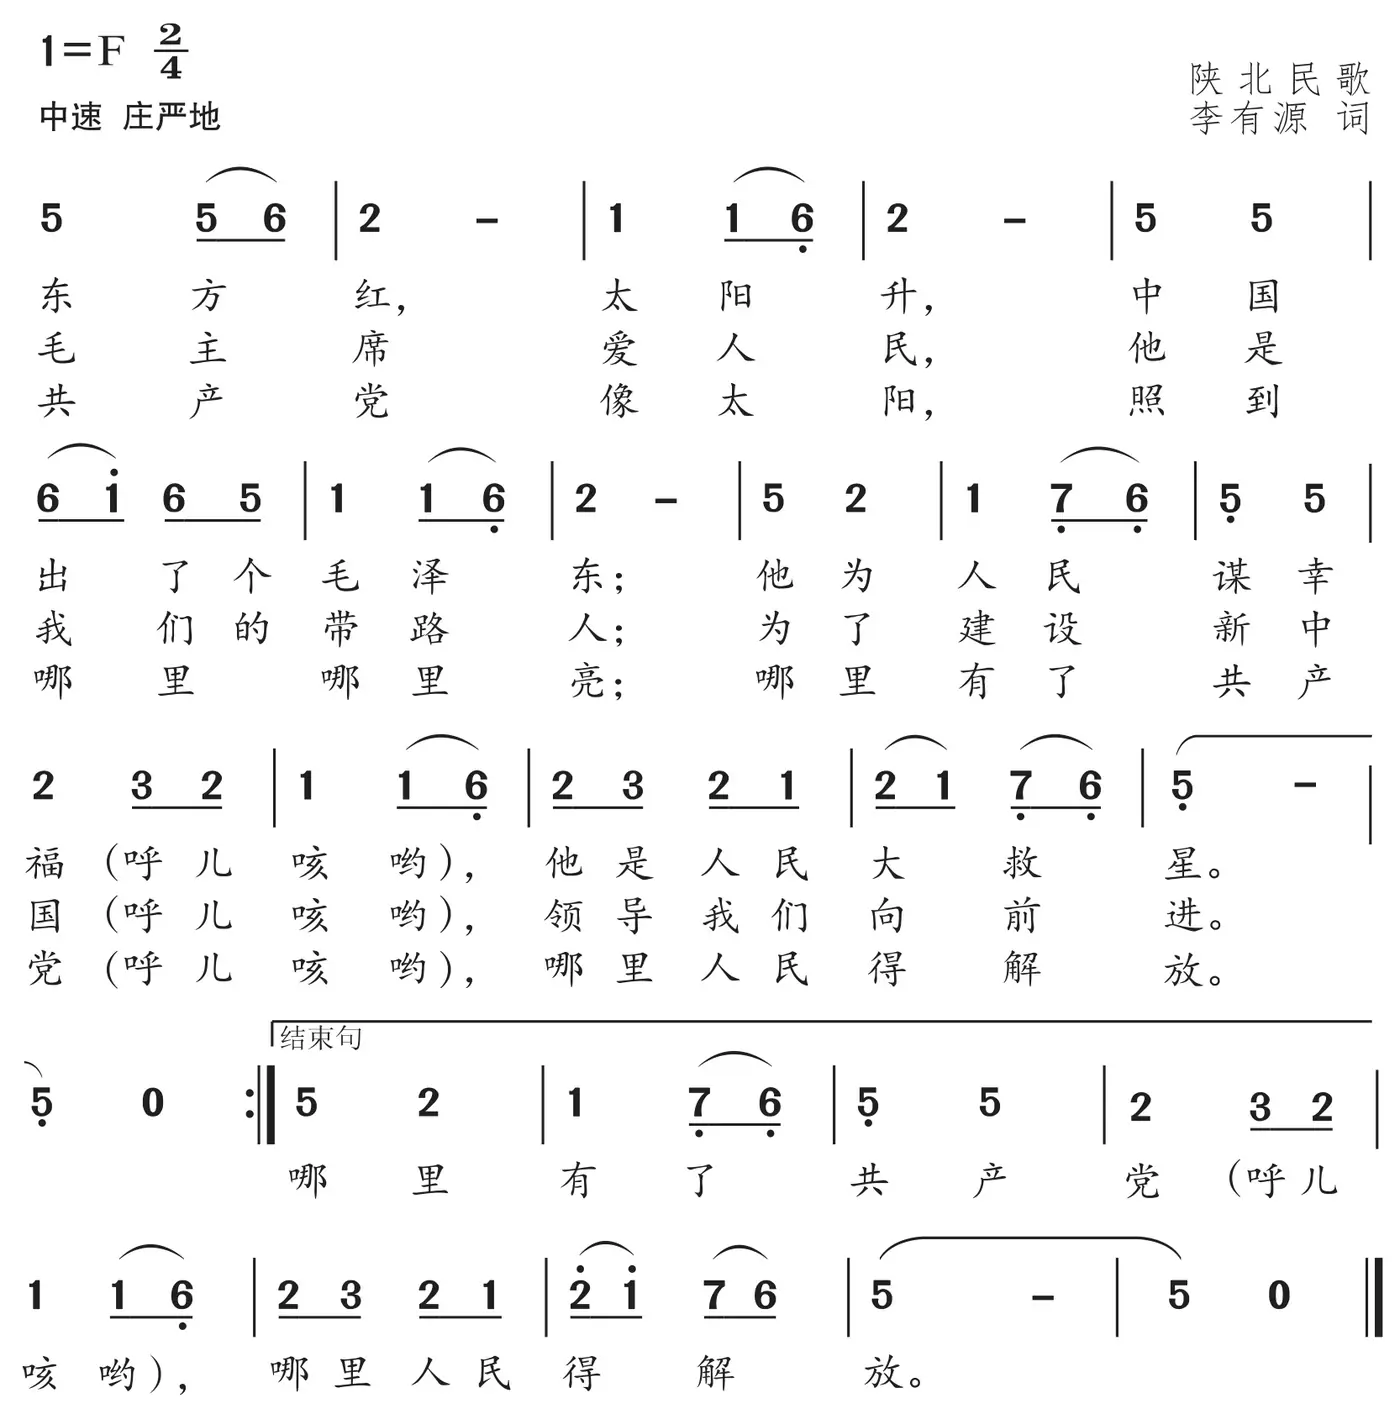 1=F 2/4
中速 庄严地
陕北民歌
李有源 词
5 5 6 | 2 - | 1 1 6 | 2 - | 5 5 |
东 方 红， 太 阳 升， 中 国
毛 主 席 爱 人 民， 他 是
共 产 党 像 太 阳， 照 到
6 1 6 5 | 1 1 6 | 2 - | 5 2 | 1 7 6 | 5 5 |
出 了 个 毛 泽 东； 他 为 人 民 谋 幸
我 们 的 带 路 人； 为 了 建 设 新 中
哪 里 哪 里 亮； 哪 里 有 了 共 产
2 3 2 | 1 1 6 | 2 3 2 1 | 2 1 7 6 | 5 - |
福 （呼 儿 咳 哟）， 他 是 人 民 大 救 星。
国 （呼 儿 咳 哟）， 领 导 我 们 向 前 进。
党 （呼 儿 咳 哟）， 哪 里 人 民 得 解 放。
结束句
5 0 :| 5 2 | 1 7 6 | 5 5 | 2 3 2 |
哪 里 有 了 共 产 党 （呼 儿
1 1 6 | 2 3 2 1 | 2 1 7 6 | 5 - | 5 0 ‖
咳 哟）， 哪 里 人 民 得 解 放。